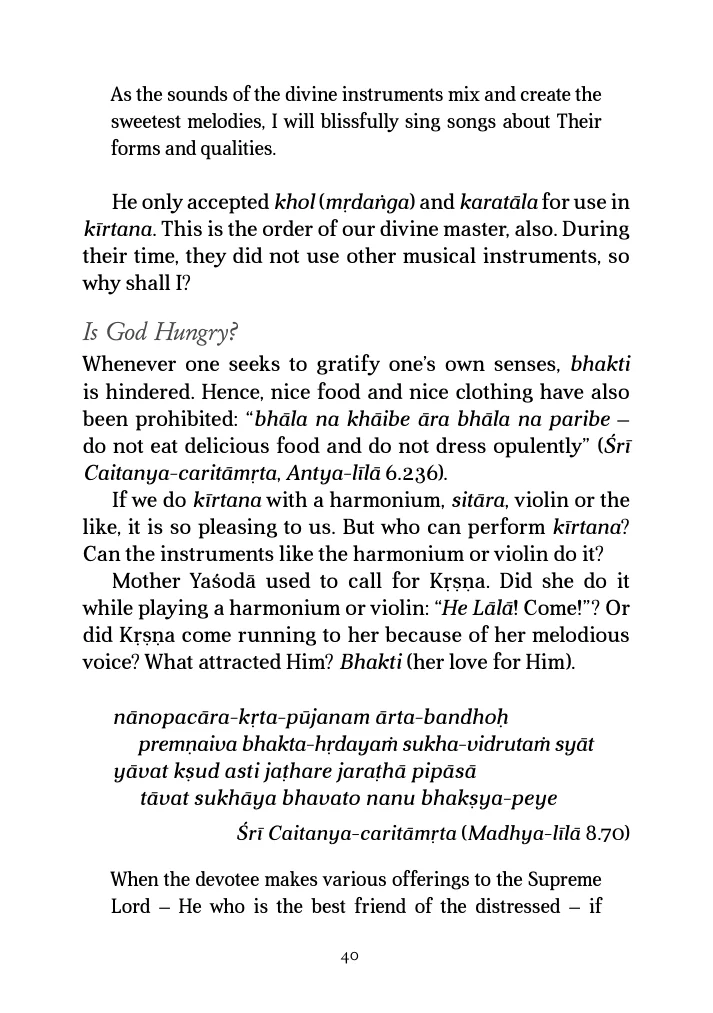 As the sounds of the divine instruments mix and create the
sweetest melodies, I will blissfully sing songs about Their
forms and qualities.
He only accepted khol (mṛdaṅga) and karatāla for use in
kīrtana. This is the order of our divine master, also. During
their time, they did not use other musical instruments, so
why shall I?
Is God Hungry?
Whenever one seeks to gratify one’s own senses, bhakti
is hindered. Hence, nice food and nice clothing have also
been prohibited: “bhāla na khāibe āra bhāla na paribe –
do not eat delicious food and do not dress opulently” (Śrī
Caitanya-caritāmṛta, Antya-līlā 6.236).
If we do kīrtana with a harmonium, sitāra, violin or the
like, it is so pleasing to us. But who can perform kīrtana?
Can the instruments like the harmonium or violin do it?
Mother Yaśodā used to call for Kṛṣṇa. Did she do it
while playing a harmonium or violin: “He Lālā! Come!”? Or
did Kṛṣṇa come running to her because of her melodious
voice? What attracted Him? Bhakti (her love for Him).
nānopacāra-kṛta-pūjanam ārta-bandhoḥ
premṇaiva bhakta-hṛdayaṁ sukha-vidrutaṁ syāt
yāvat kṣud asti jaṭhare jaraṭhā pipāsā
tāvat sukhāya bhavato nanu bhakṣya-peye
Śrī Caitanya-caritāmṛta (Madhya-līlā 8.70)
When the devotee makes various offerings to the Supreme
Lord – He who is the best friend of the distressed – if
40